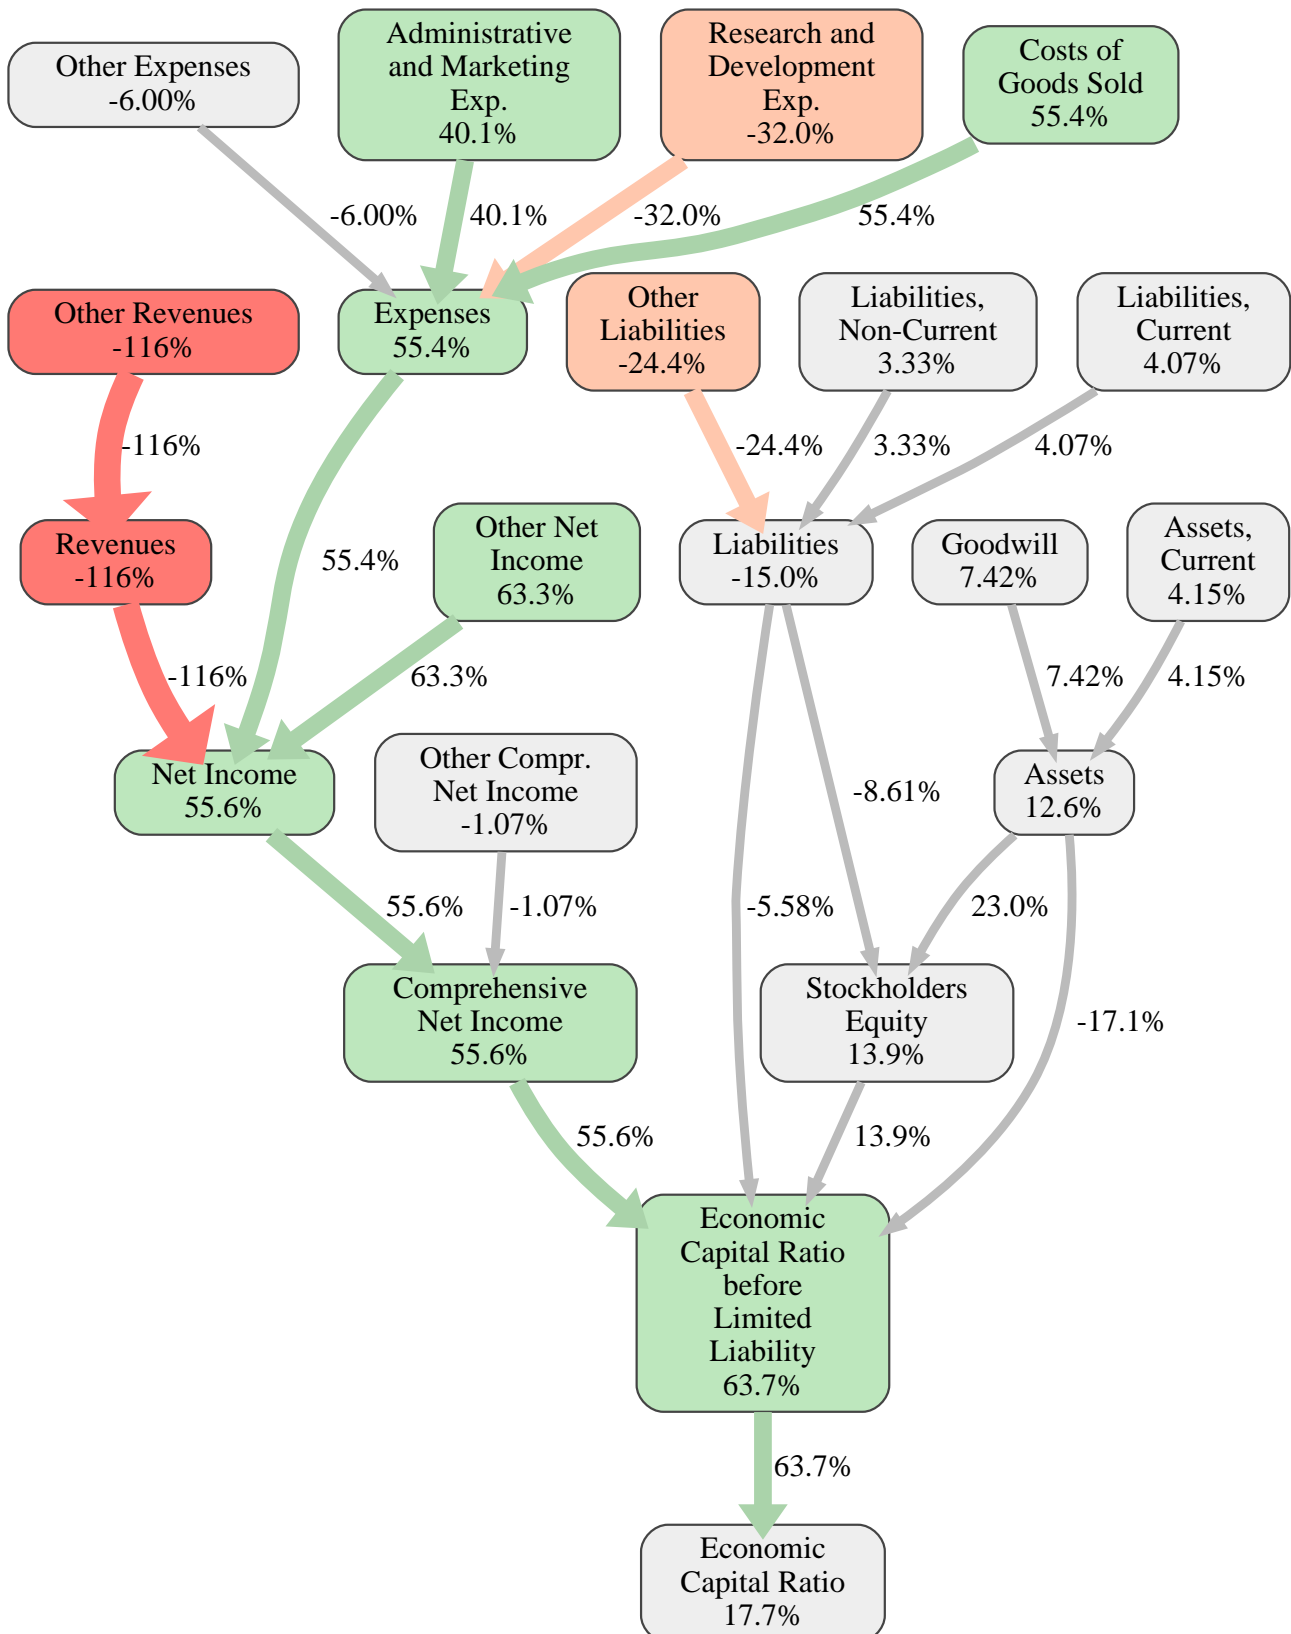 Other Expenses
-6.00%
Administrative
and Marketing
Exp.
40.1%
Research and
Development
Exp.
-32.0%
Costs of
Goods Sold
55.4%
-6.00%
40.1%
-32.0%
55.4%
Other Revenues
-116%
Expenses
55.4%
Other
Liabilities
-24.4%
Liabilities,
Non-Current
3.33%
Liabilities,
Current
4.07%
-116%
-24.4%
3.33%
4.07%
Revenues
-116%
55.4%
Other Net
Income
63.3%
Liabilities
-15.0%
Goodwill
7.42%
Assets,
Current
4.15%
-116%
63.3%
7.42%
4.15%
Net Income
55.6%
Other Compr.
Net Income
-1.07%
-8.61%
Assets
12.6%
55.6%
-1.07%
-5.58%
23.0%
Comprehensive
Net Income
55.6%
Stockholders
Equity
13.9%
-17.1%
55.6%
13.9%
Economic
Capital Ratio
before
Limited
Liability
63.7%
63.7%
Economic
Capital Ratio
17.7%